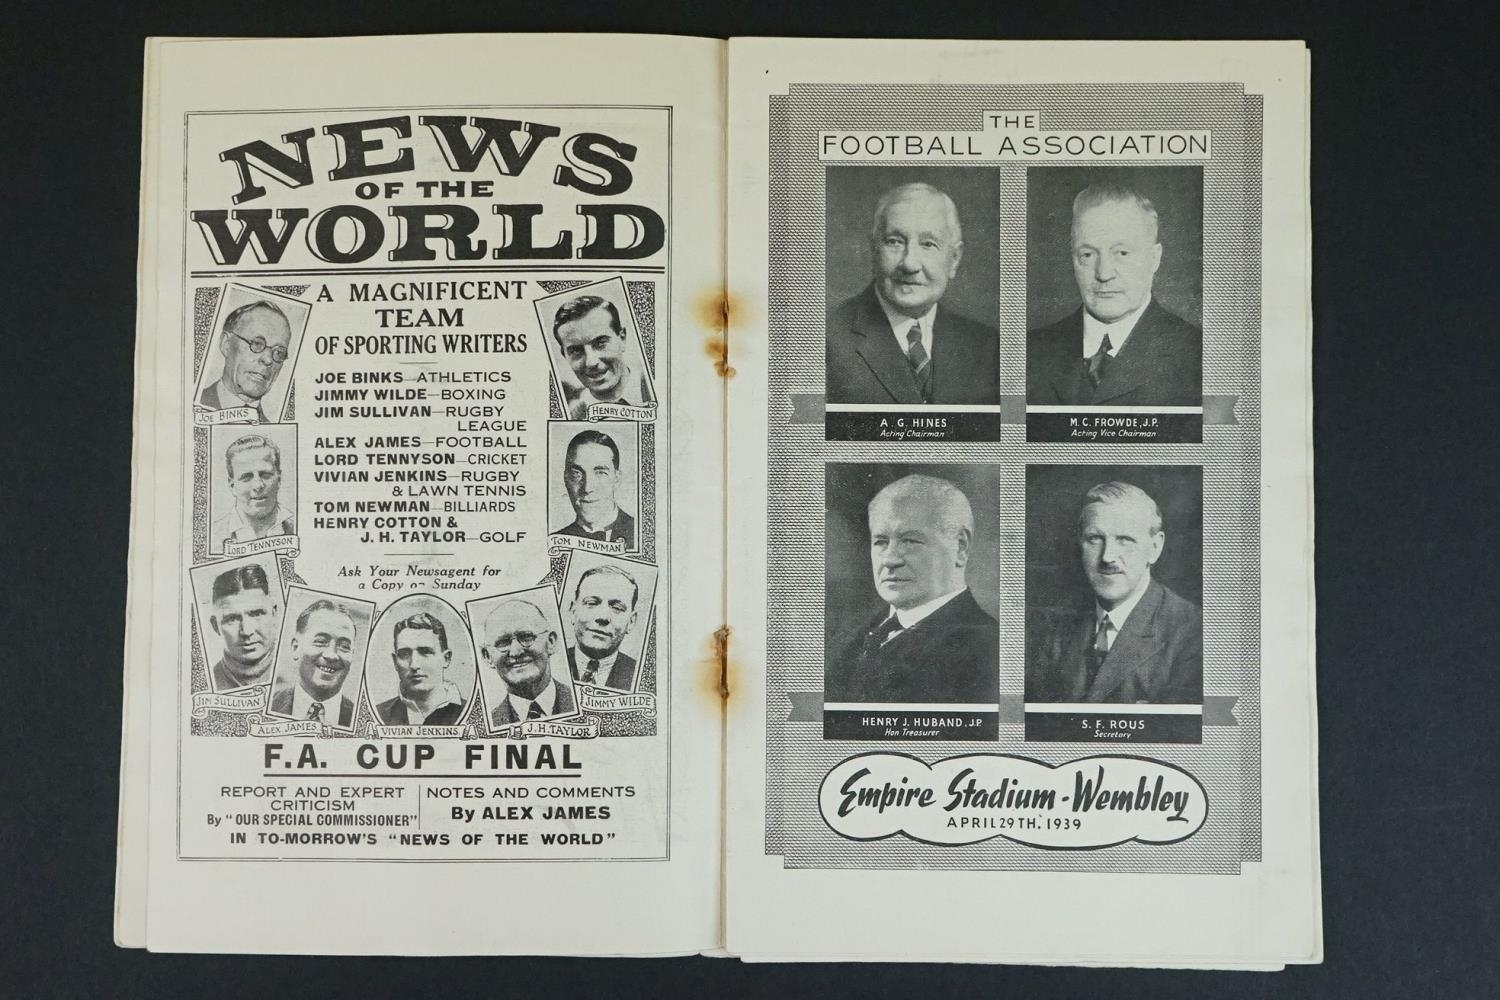 NEWS
OF THE
WORLD
A MAGNIFICENT
TEAM
OF SPORTING WRITERS
JOE BINKS—ATHLETICS
JIMMY WILDE—BOXING
JIM SULLIVAN—RUGBY
LEAGUE
ALEX JAMES—FOOTBALL
LORD TENNYSON—CRICKET
VIVIAN JENKINS—RUGBY
& LAWN TENNIS
TOM NEWMAN—BILLIARDS
HENRY COTTON &
J. H. TAYLOR—GOLF
Ask Your Newsagent for
a Copy on Sunday
JOE BINKS
HENRY COTTON
LORD TENNYSON
TOM NEWMAN
JIM SULLIVAN
ALEX JAMES
VIVIAN JENKINS
J.H. TAYLOR
JIMMY WILDE
F.A. CUP FINAL
REPORT AND EXPERT
CRITICISM
By "OUR SPECIAL COMMISSIONER"
NOTES AND COMMENTS
By ALEX JAMES
IN TO-MORROW'S "NEWS OF THE WORLD"
THE
FOOTBALL ASSOCIATION
A. G. HINES
Acting Chairman
M. C. FROWDE, J.P.
Acting Vice Chairman
HENRY J. HUBAND, J.P.
Hon Treasurer
S. F. ROUS
Secretary
Empire Stadium - Wembley
APRIL 29TH. 1939